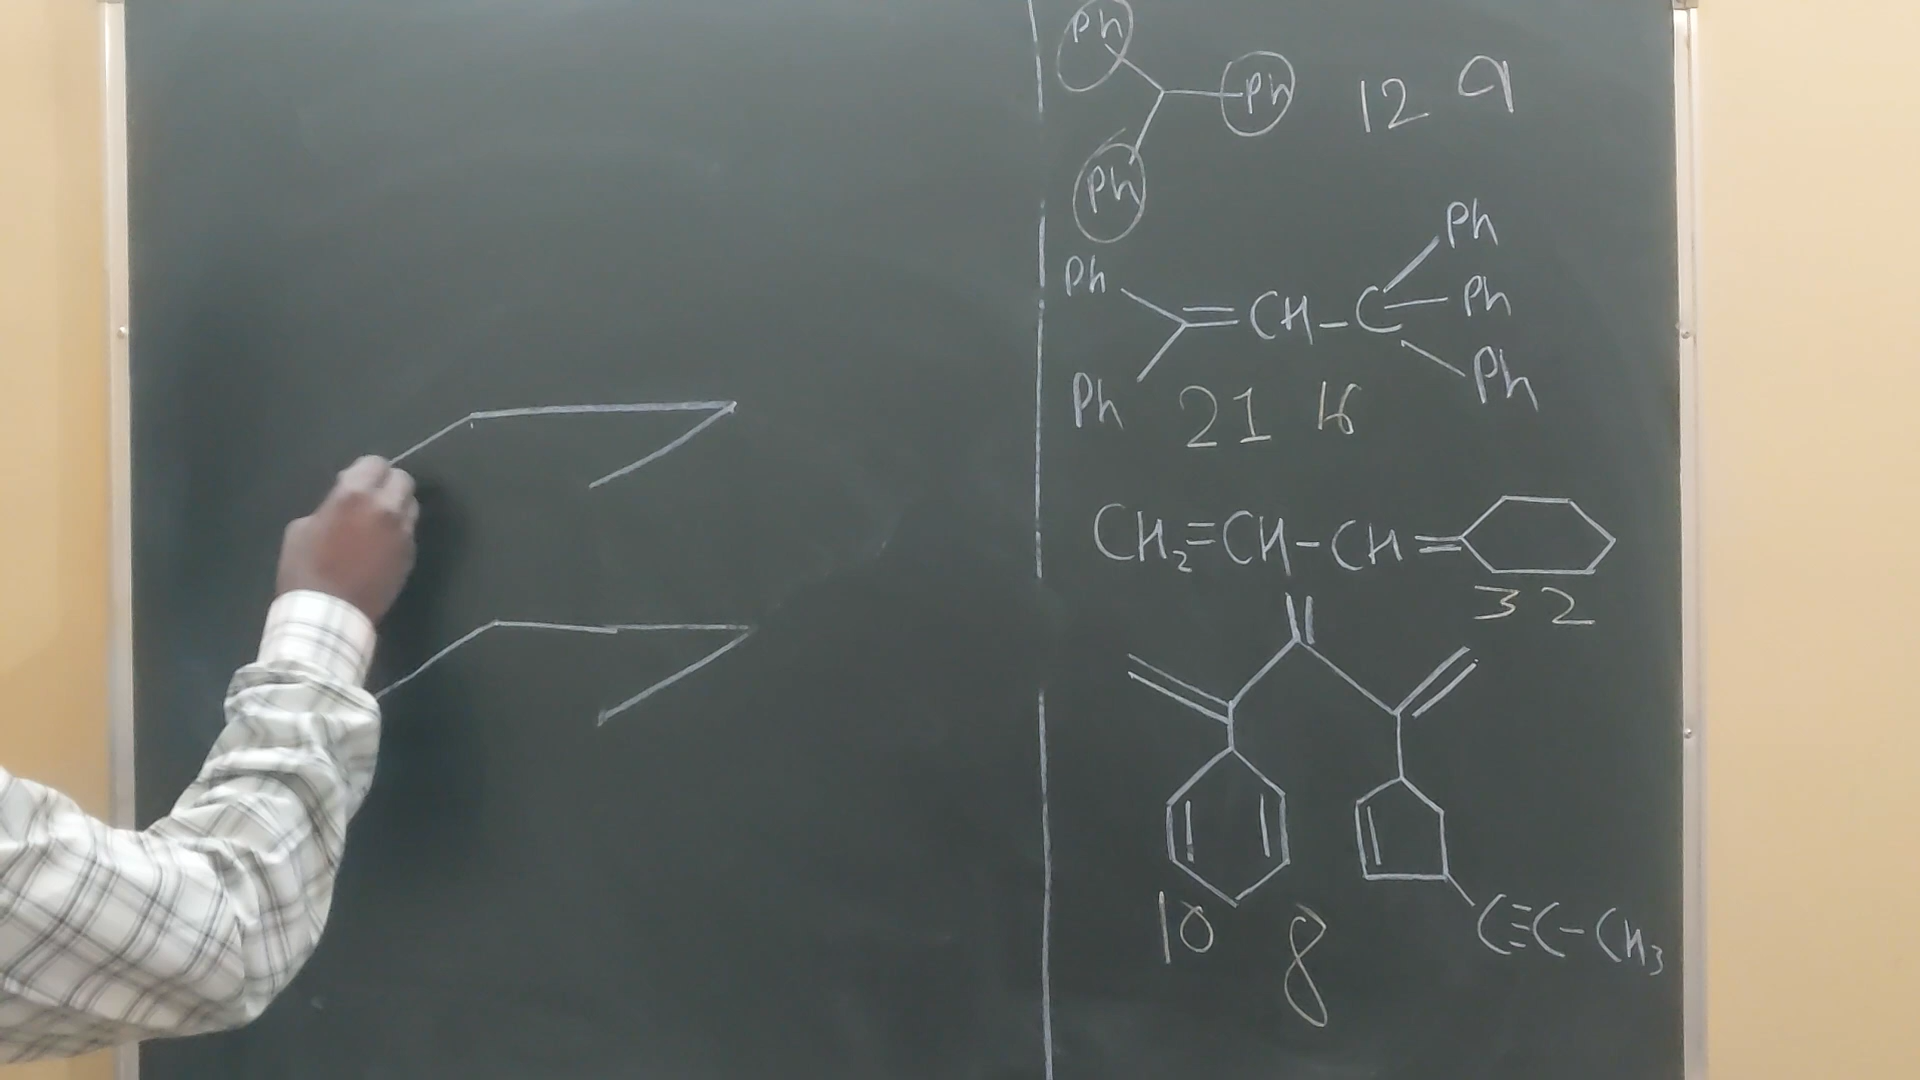 Ph
Ph 12 9
Ph
Ph
Ph =CH-C Ph
Ph 21 16 Ph
CH₂=CH-CH=
32
10 8 C≡C-CH₃